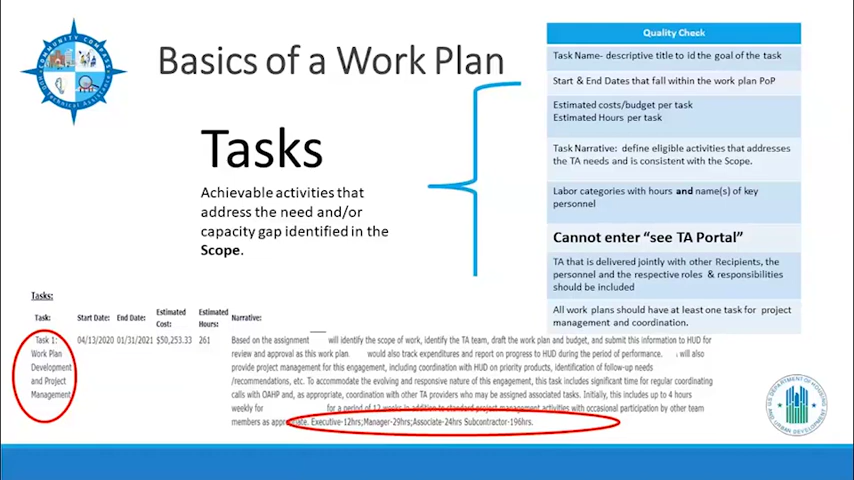 Basics of a Work Plan
Tasks
Achievable activities that
address the need and/or
capacity gap identified in the
Scope.
Quality Check
Task Name- descriptive title to id the goal of the task
Start & End Dates that fall within the work plan PoP
Estimated costs/budget per task
Estimated Hours per task
Task Narrative: define eligible activities that addresses
the TA needs and is consistent with the Scope.
Labor categories with hours and name(s) of key
personnel
Cannot enter “see TA Portal”
TA that is delivered jointly with other Recipients, the
personnel and the respective roles & responsibilities
should be included
All work plans should have at least one task for project
management and coordination.
Tasks:
Task: Start Date: End Date: Estimated Cost: Estimated Hours: Narrative:
Task 1: 04/13/2020 01/31/2021 $50,253.33 261 Based on the assignment will identify the scope of work, identify the TA team, draft the work plan and budget, and submit this information to HUD for
Work Plan review and approval as this work plan would also track expenditures and report on progress to HUD during the period of performance. will also
Development provide project management for this engagement, including coordination with HUD on priority products, identification of follow-up needs
and Project /recommendations, etc. To accommodate the evolving and responsive nature of this engagement, this task includes significant time for regular coordinating
Management calls with OAHP and, as appropriate, coordination with other TA providers who may be assigned associated tasks. Initially, this includes up to 4 hours
weekly for for a period of 12 weeks in addition to standard project management activities with occasional participation by other team
members as appropriate. Executive-12hrs;Manager-29hrs;Associate-24hrs Subcontractor-196hrs.
COMMUNITY COMPASS
HUD Technical Assistance
U.S. DEPARTMENT OF HOUSING
AND URBAN DEVELOPMENT